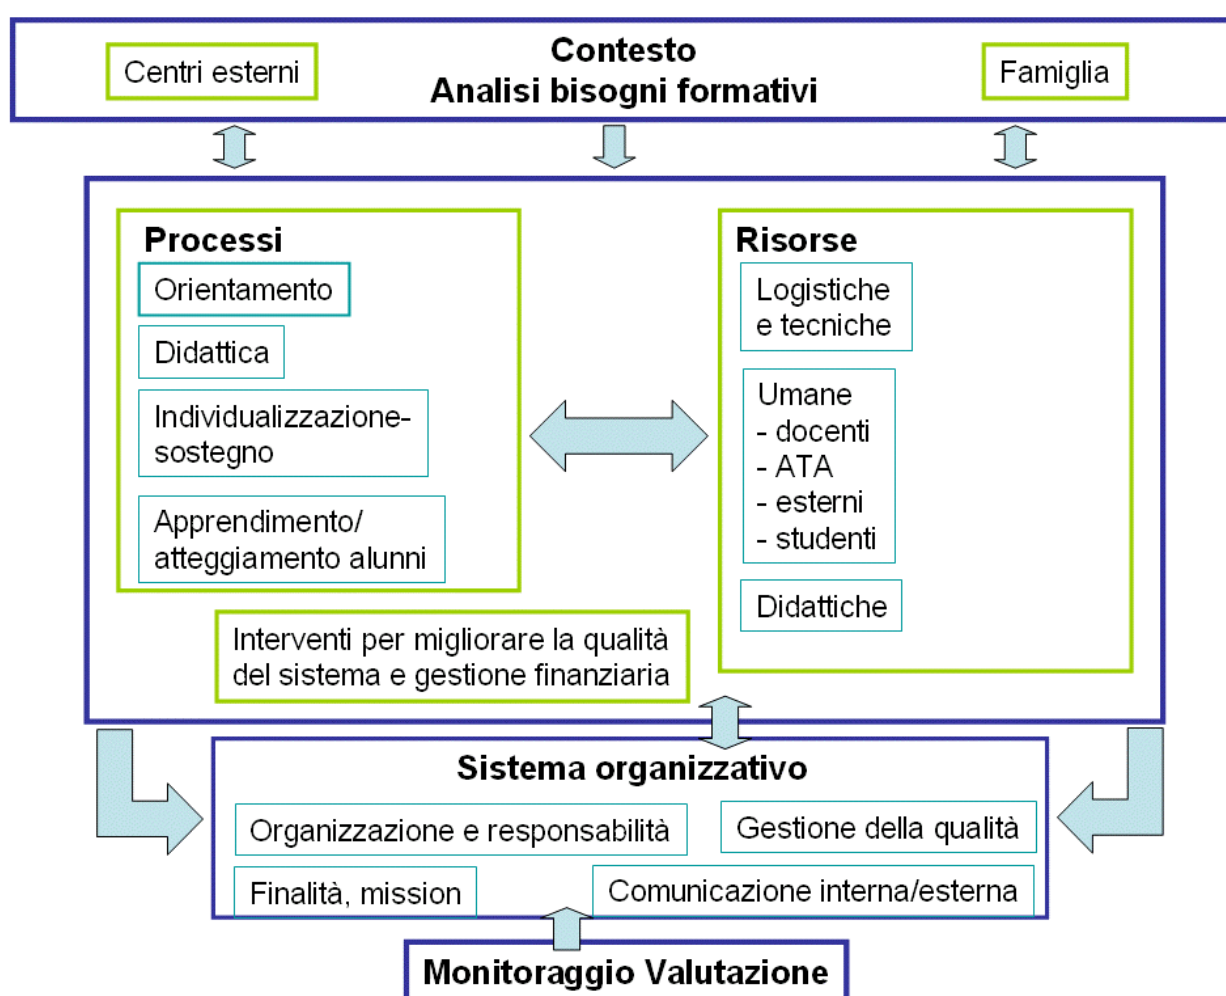 Contesto
Analisi bisogni formativi
Centri esterni
Famiglia
Processi
Orientamento
Didattica
Individualizzazione-
sostegno
Apprendimento/
atteggiamento alunni
Risorse
Logistiche
e tecniche
Umane
- docenti
- ATA
- esterni
- studenti
Didattiche
Interventi per migliorare la qualità
del sistema e gestione finanziaria
Sistema organizzativo
Organizzazione e responsabilità
Gestione della qualità
Finalità, mission
Comunicazione interna/esterna
Monitoraggio Valutazione